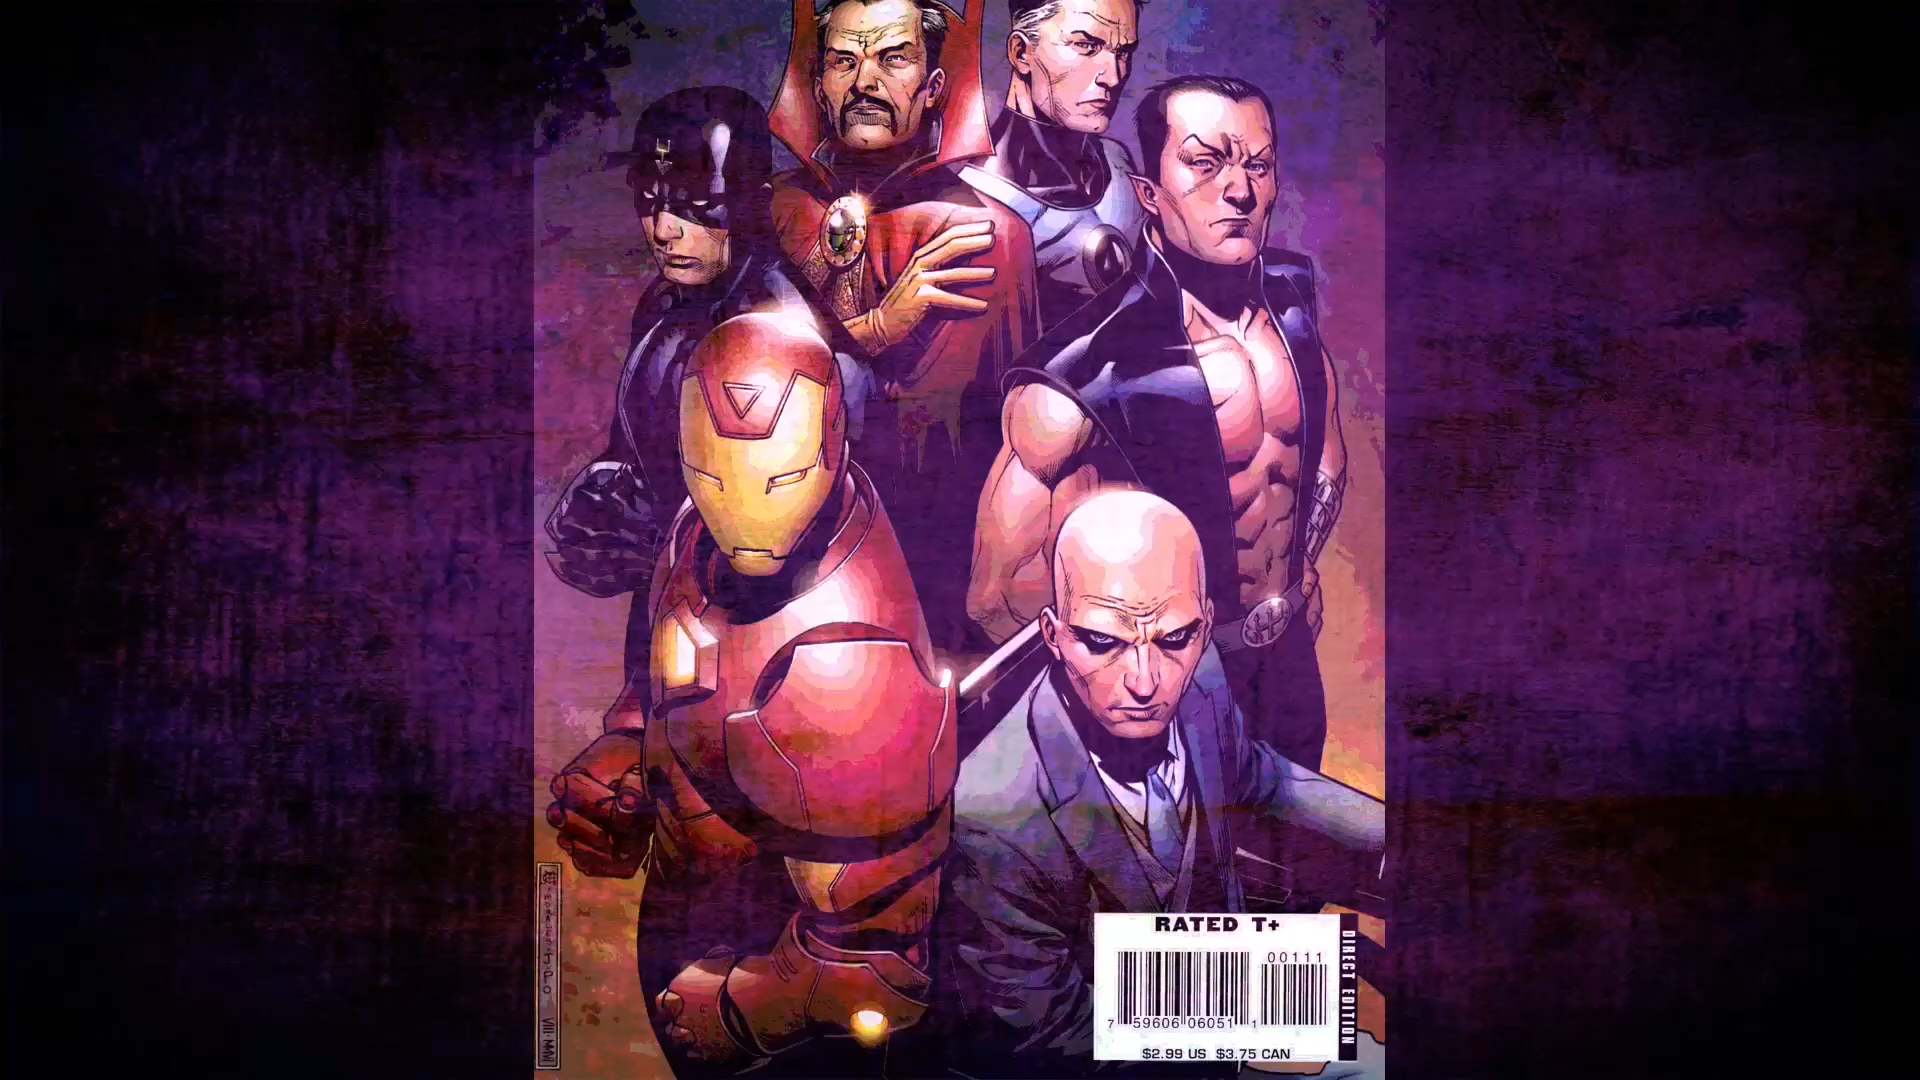 RATED T+
00111
7 59606 06051 1
DIRECT EDITION
$2.99 US $3.75 CAN